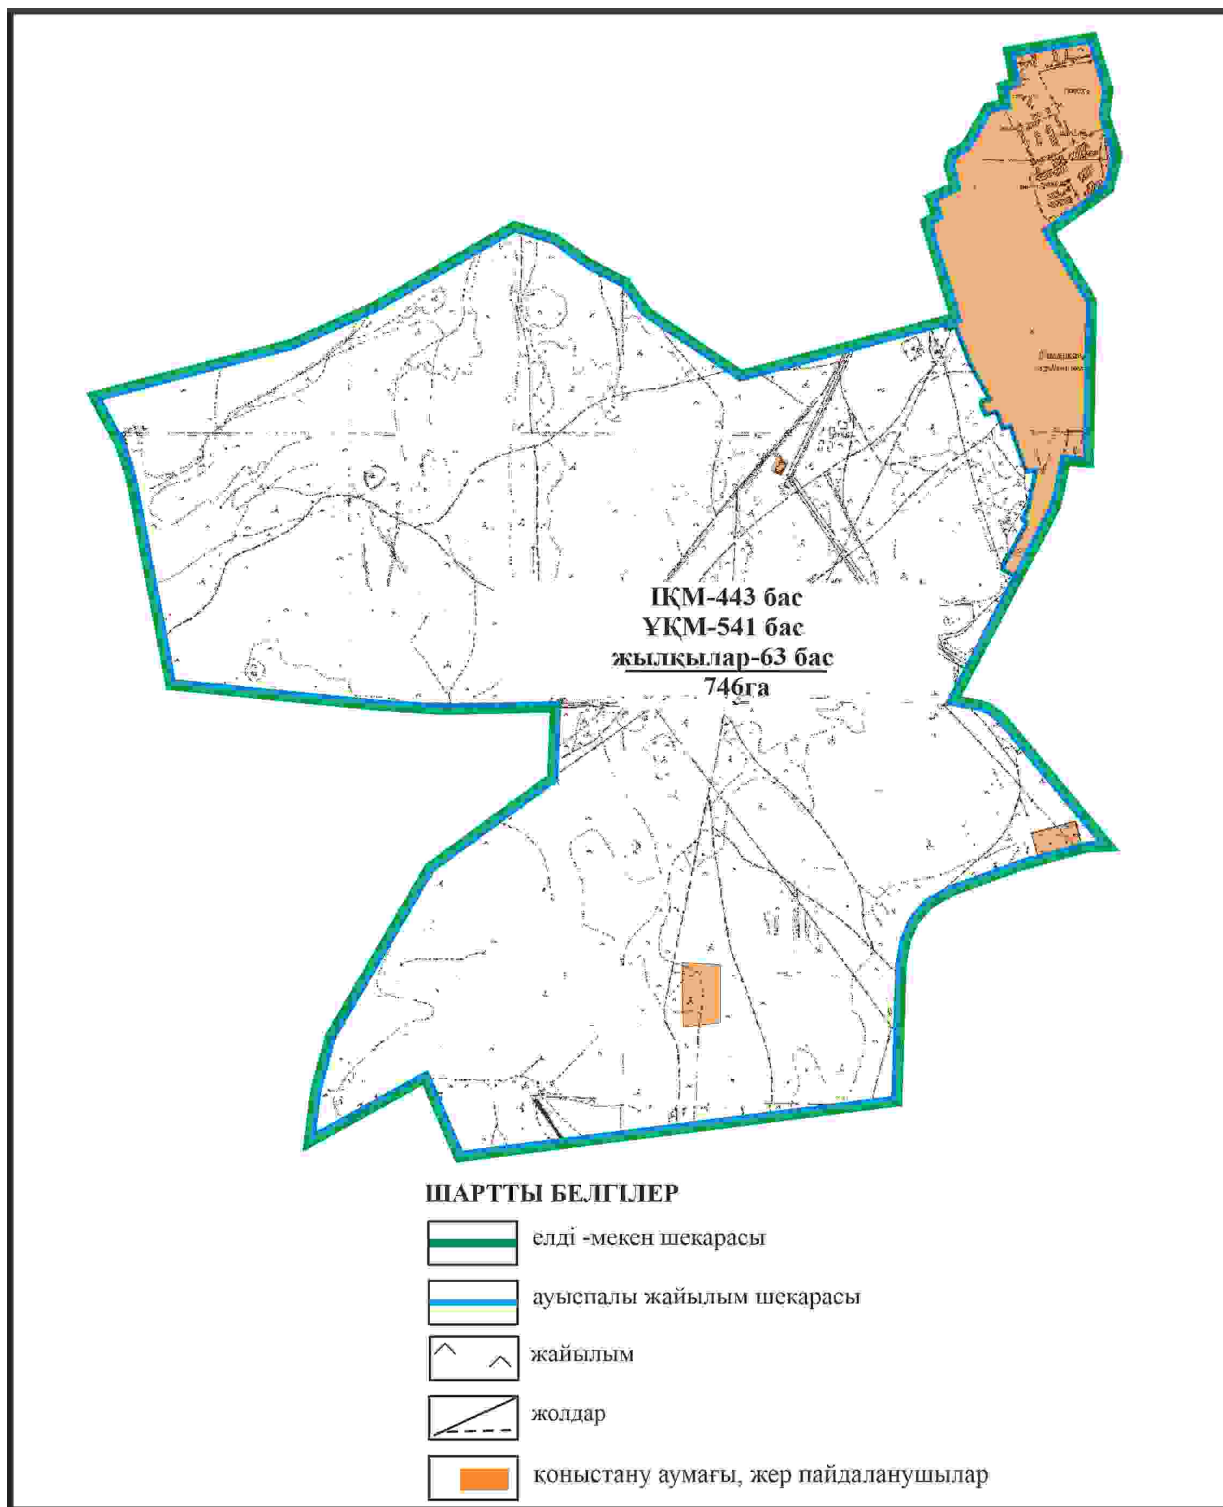 ІҚМ-443 бас
ҰҚМ-541 бас
жылқылар-63 бас
746га
ШАРТТЫ БЕЛГІЛЕР
елді -мекен шекарасы
ауыспалы жайылым шекарасы
жайылым
жолдар
қоныстану аумағы, жер пайдаланушылар